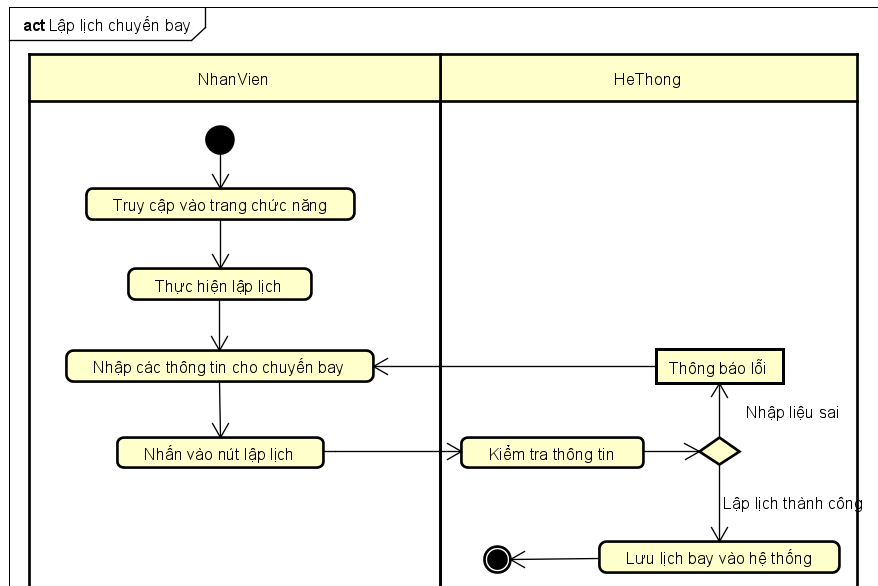 act Lập lịch chuyến bay
NhanVien
HeThong
Truy cập vào trang chức năng
Thực hiện lập lịch
Nhập các thông tin cho chuyến bay
Thông báo lỗi
Nhập liệu sai
Nhấn vào nút lập lịch
Kiểm tra thông tin
Lập lịch thành công
Lưu lịch bay vào hệ thống